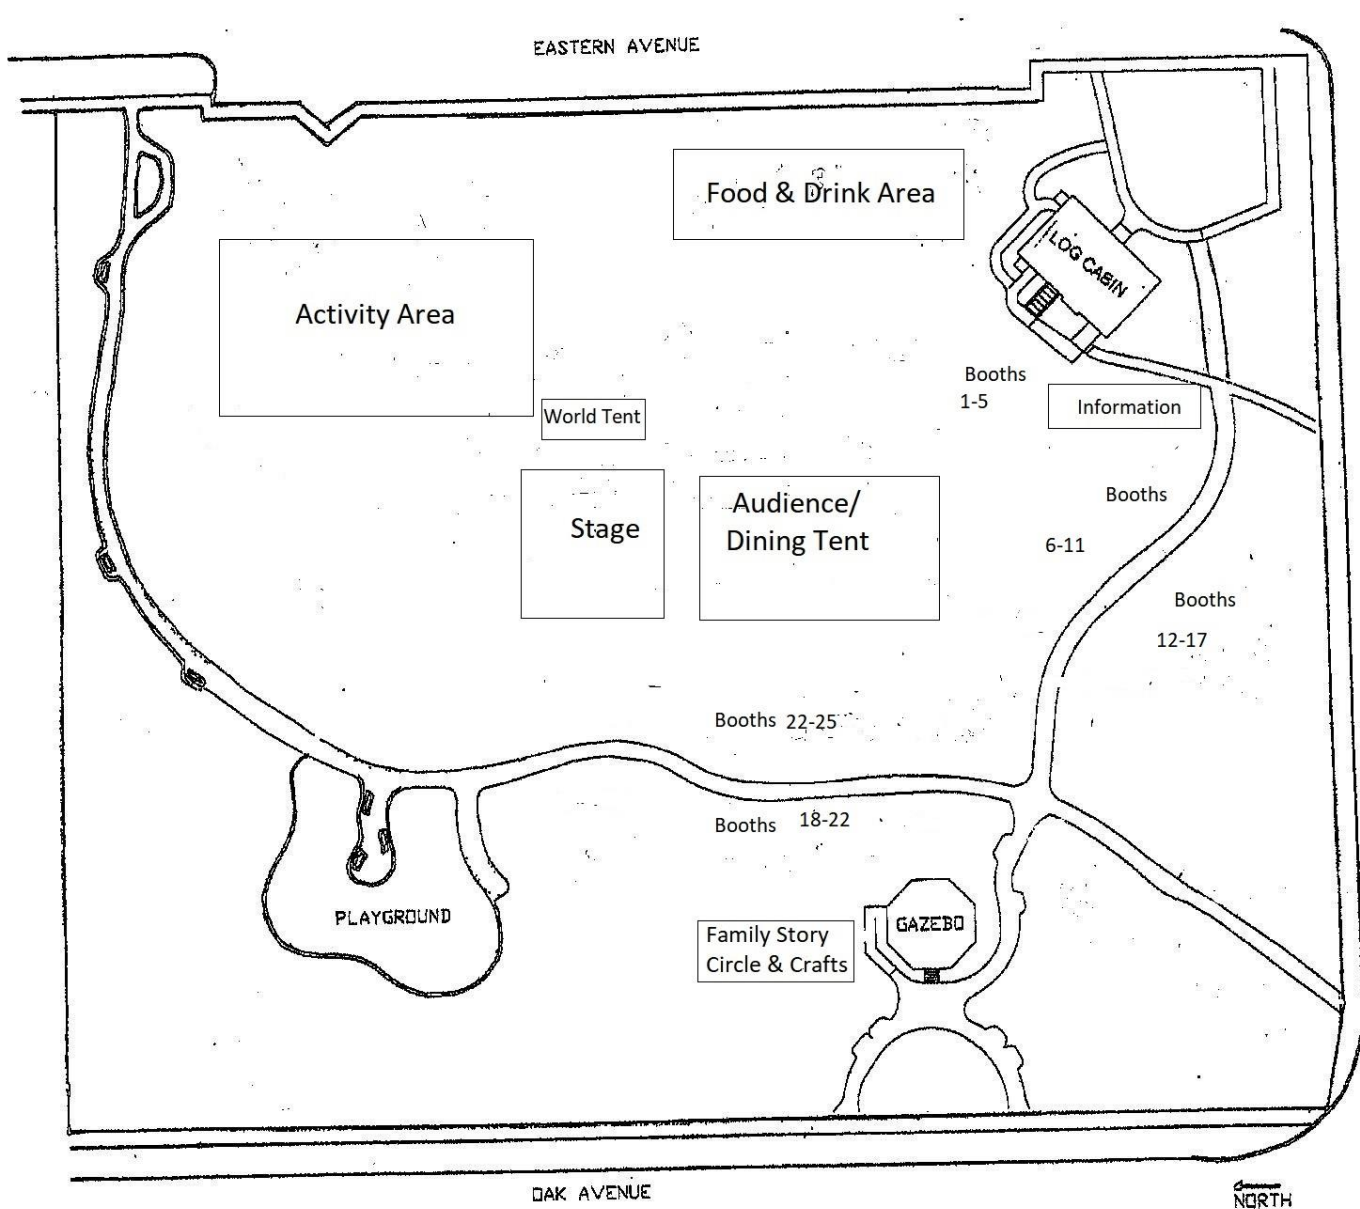 EASTERN AVENUE
Food & Drink Area
LOG CABIN
Activity Area
Booths
1-5
Information
World Tent
Stage
Audience/
Dining Tent
Booths
6-11
Booths
12-17
Booths 22-25
Booths 18-22
PLAYGROUND
GAZEBO
Family Story
Circle & Crafts
OAK AVENUE
NORTH